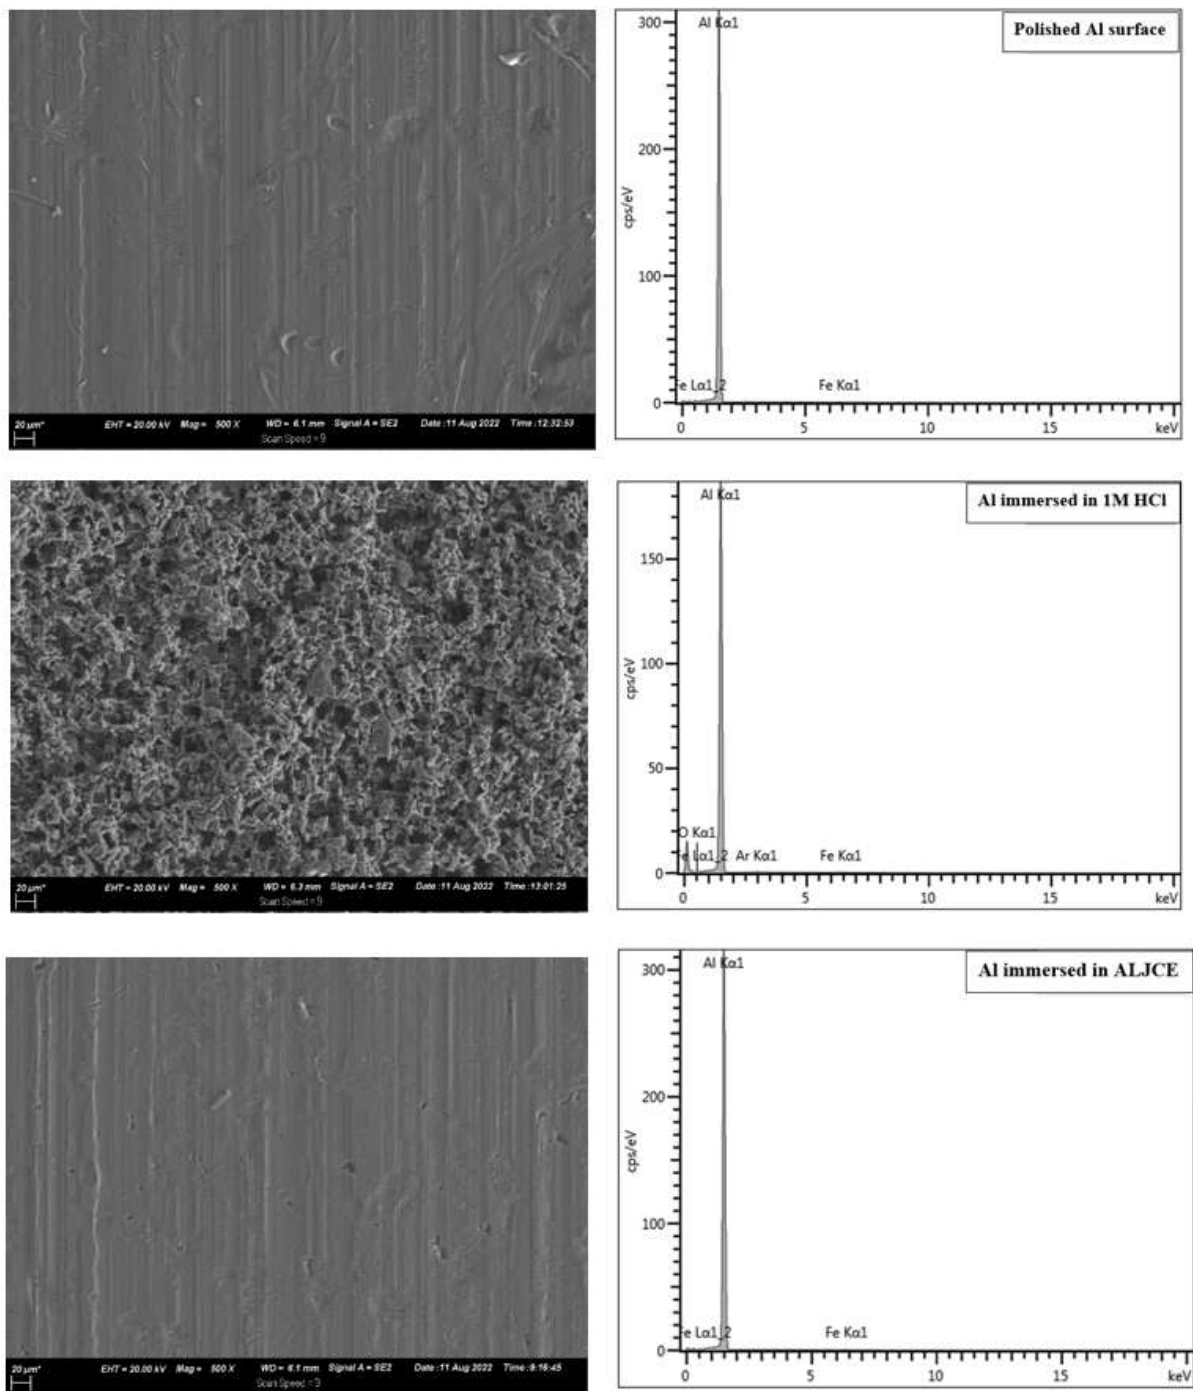 300
Al Kα1
Polished Al surface
200
cps/eV
100
Fe Lα1_2
Fe Kα1
0
0 5 10 15 keV
20 µm*
EHT = 20.00 kV Mag = 500 X WD = 6.1 mm Signal A = SE2 Date :11 Aug 2022 Time :12:32:53
Scan Speed = 9
Al Kα1
Al immersed in 1M HCl
150
100
cps/eV
50
O Kα1
Fe Lα1_2 Ar Kα1 Fe Kα1
0
0 5 10 15 keV
20 µm*
EHT = 20.00 kV Mag = 500 X WD = 6.3 mm Signal A = SE2 Date :11 Aug 2022 Time :13:01:25
Scan Speed = 9
300
Al Kα1
Al immersed in ALJCE
200
cps/eV
100
Fe Lα1_2
Fe Kα1
0
5 10 15 keV
20 µm*
EHT = 20.00 kV Mag = 500 X WD = 6.1 mm Signal A = SE2 Date :11 Aug 2022 Time :9:16:45
Scan Speed = 9